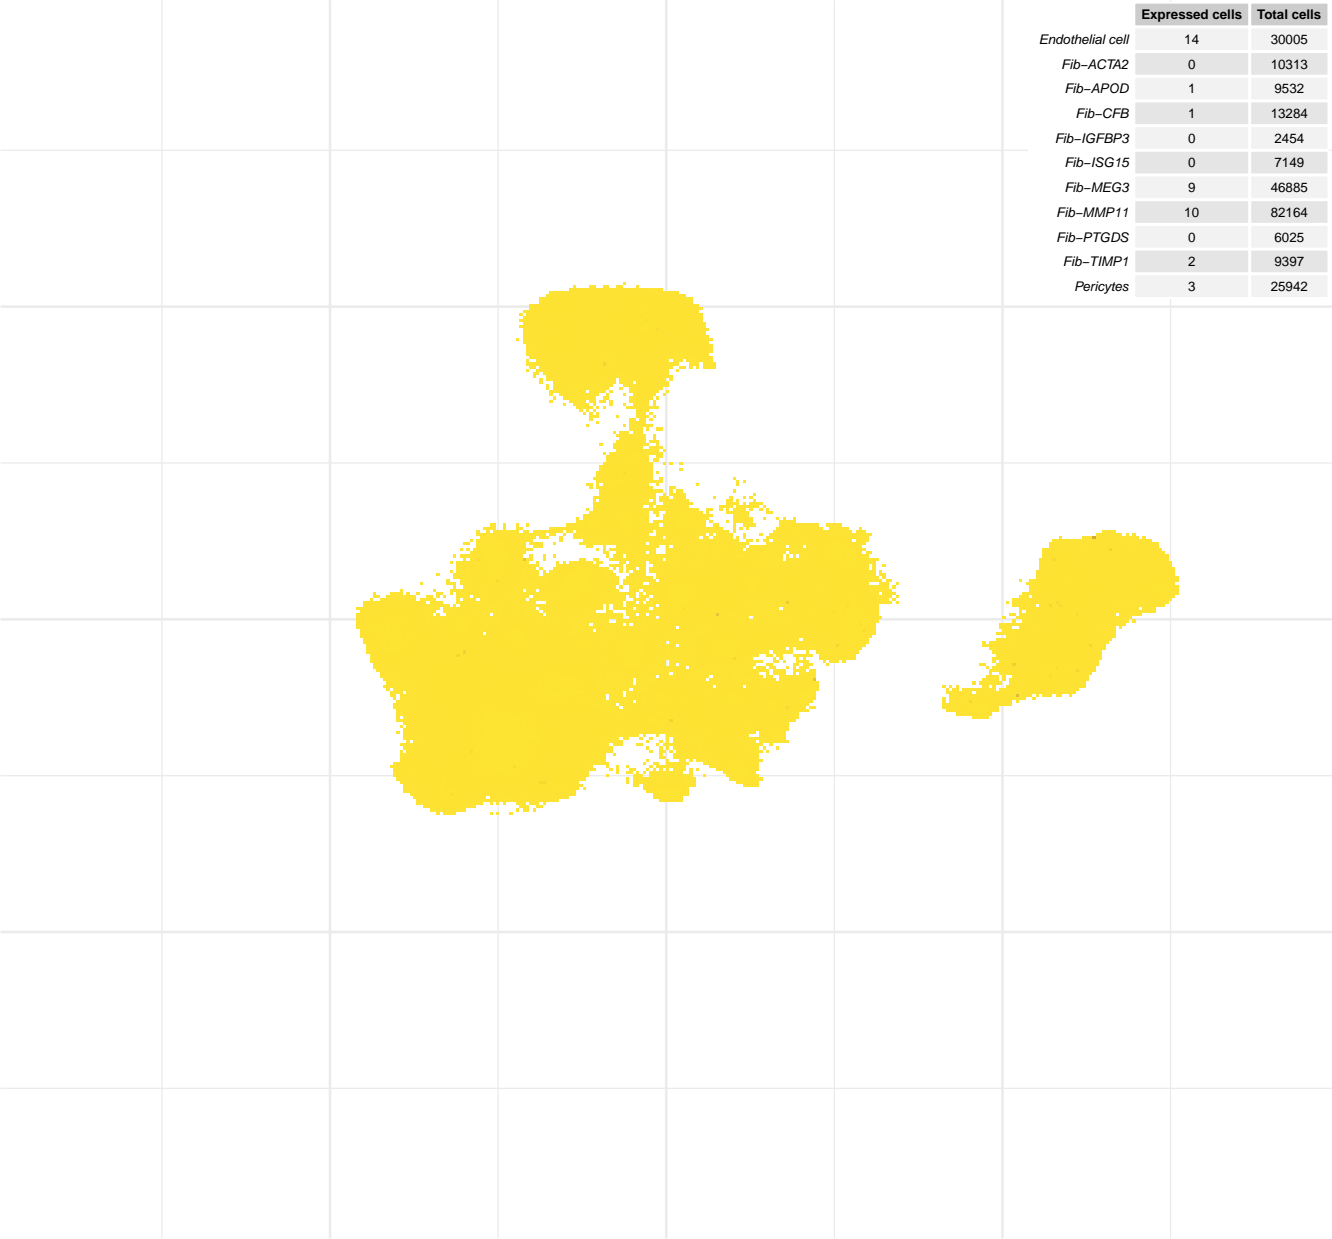 Expressed cells Total cells
Endothelial cell 14 30005
Fib−ACTA2 0 10313
Fib−APOD 1 9532
Fib−CFB 1 13284
Fib−IGFBP3 0 2454
Fib−ISG15 0 7149
Fib−MEG3 9 46885
Fib−MMP11 10 82164
Fib−PTGDS 0 6025
Fib−TIMP1 2 9397
Pericytes 3 25942